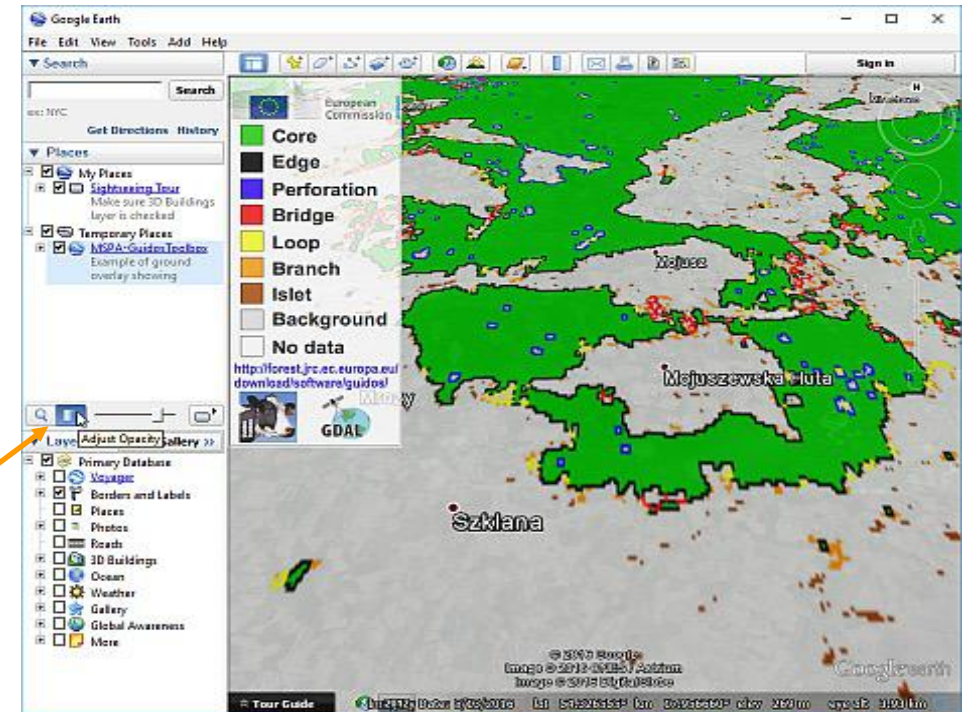 Google Earth
File Edit View Tools Add Help
Search
Sign in
Search
ex: NYC
Get Directions History
Places
My Places
Sightseeing Tour
Make sure 3D Buildings
layer is checked
Temporary Places
MSPA-GuidosToolbox
Example of ground
overlay showing
Adjust Opacity
Gallery >>
Primary Database
Voyager
Borders and Labels
Places
Photos
Roads
3D Buildings
Ocean
Weather
Gallery
Global Awareness
More
European
Commission
Core
Edge
Perforation
Bridge
Loop
Branch
Islet
Background
No data
http://forest.jrc.ec.europa.eu/
download/software/guidos/
GDAL
Mojusz
Mojuszewska Huta
Szklana
Google earth
Tour Guide